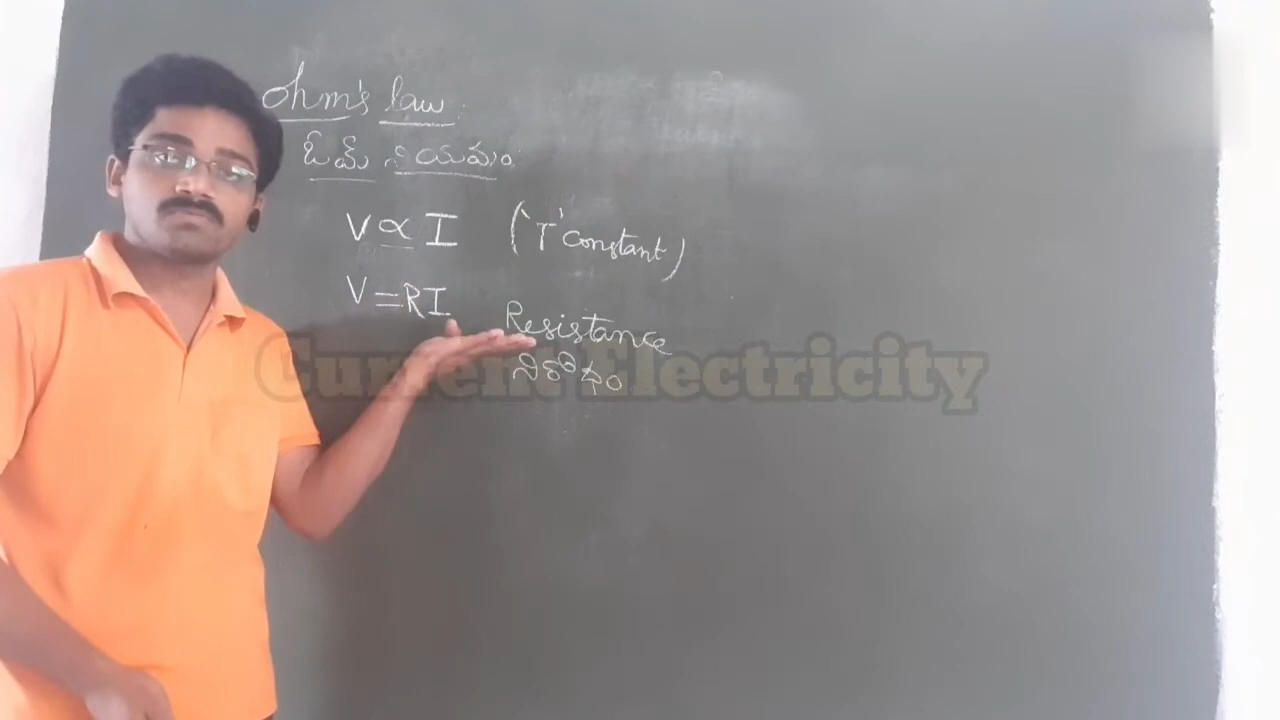 ohm's law:
ఓమ్ నియమం:
V ∝ I ('T' Constant)
V = RI
Resistance
నిరోధం
Current Electricity